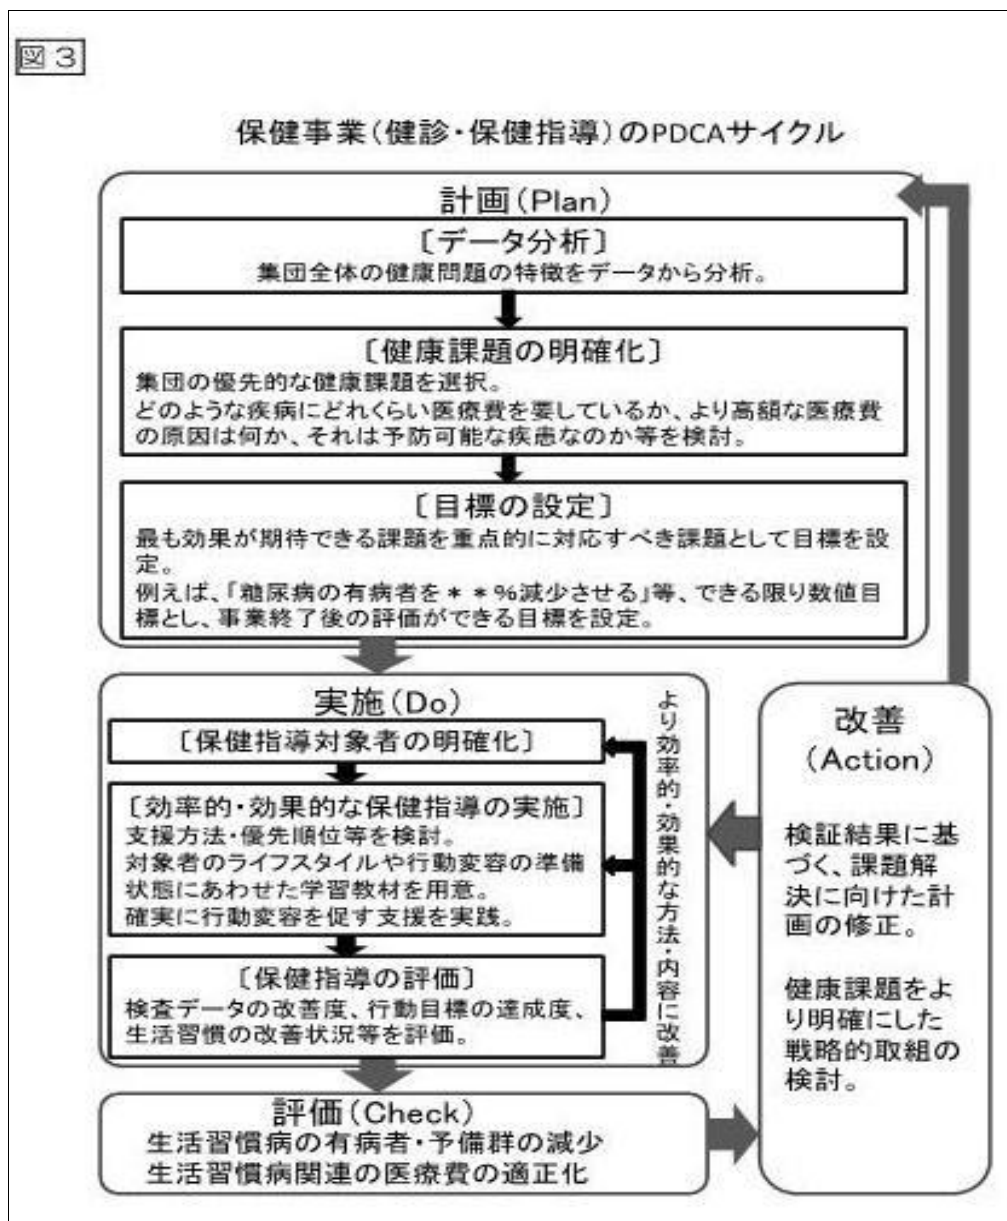 図3
保健事業(健診・保健指導)のPDCAサイクル
計画(Plan)
〔データ分析〕
集団全体の健康問題の特徴をデータから分析。
〔健康課題の明確化〕
集団の優先的な健康課題を選択。
どのような疾病にどれくらい医療費を要しているか、より高額な医療費
の原因は何か、それは予防可能な疾患なのか等を検討。
〔目標の設定〕
最も効果が期待できる課題を重点的に対応すべき課題として目標を設
定。
例えば、「糖尿病の有病者を**%減少させる」等、できる限り数値目
標とし、事業終了後の評価ができる目標を設定。
実施(Do)
〔保健指導対象者の明確化〕
〔効率的・効果的な保健指導の実施〕
支援方法・優先順位等を検討。
対象者のライフスタイルや行動変容の準備
状態にあわせた学習教材を用意。
確実に行動変容を促す支援を実践。
〔保健指導の評価〕
検査データの改善度、行動目標の達成度、
生活習慣の改善状況等を評価。
より効率的・効果的な方法・内容に改善
評価(Check)
生活習慣病の有病者・予備群の減少
生活習慣病関連の医療費の適正化
改善
(Action)
検証結果に基
づく、課題解
決に向けた計
画の修正。
健康課題をよ
り明確にした
戦略的取組の
検討。